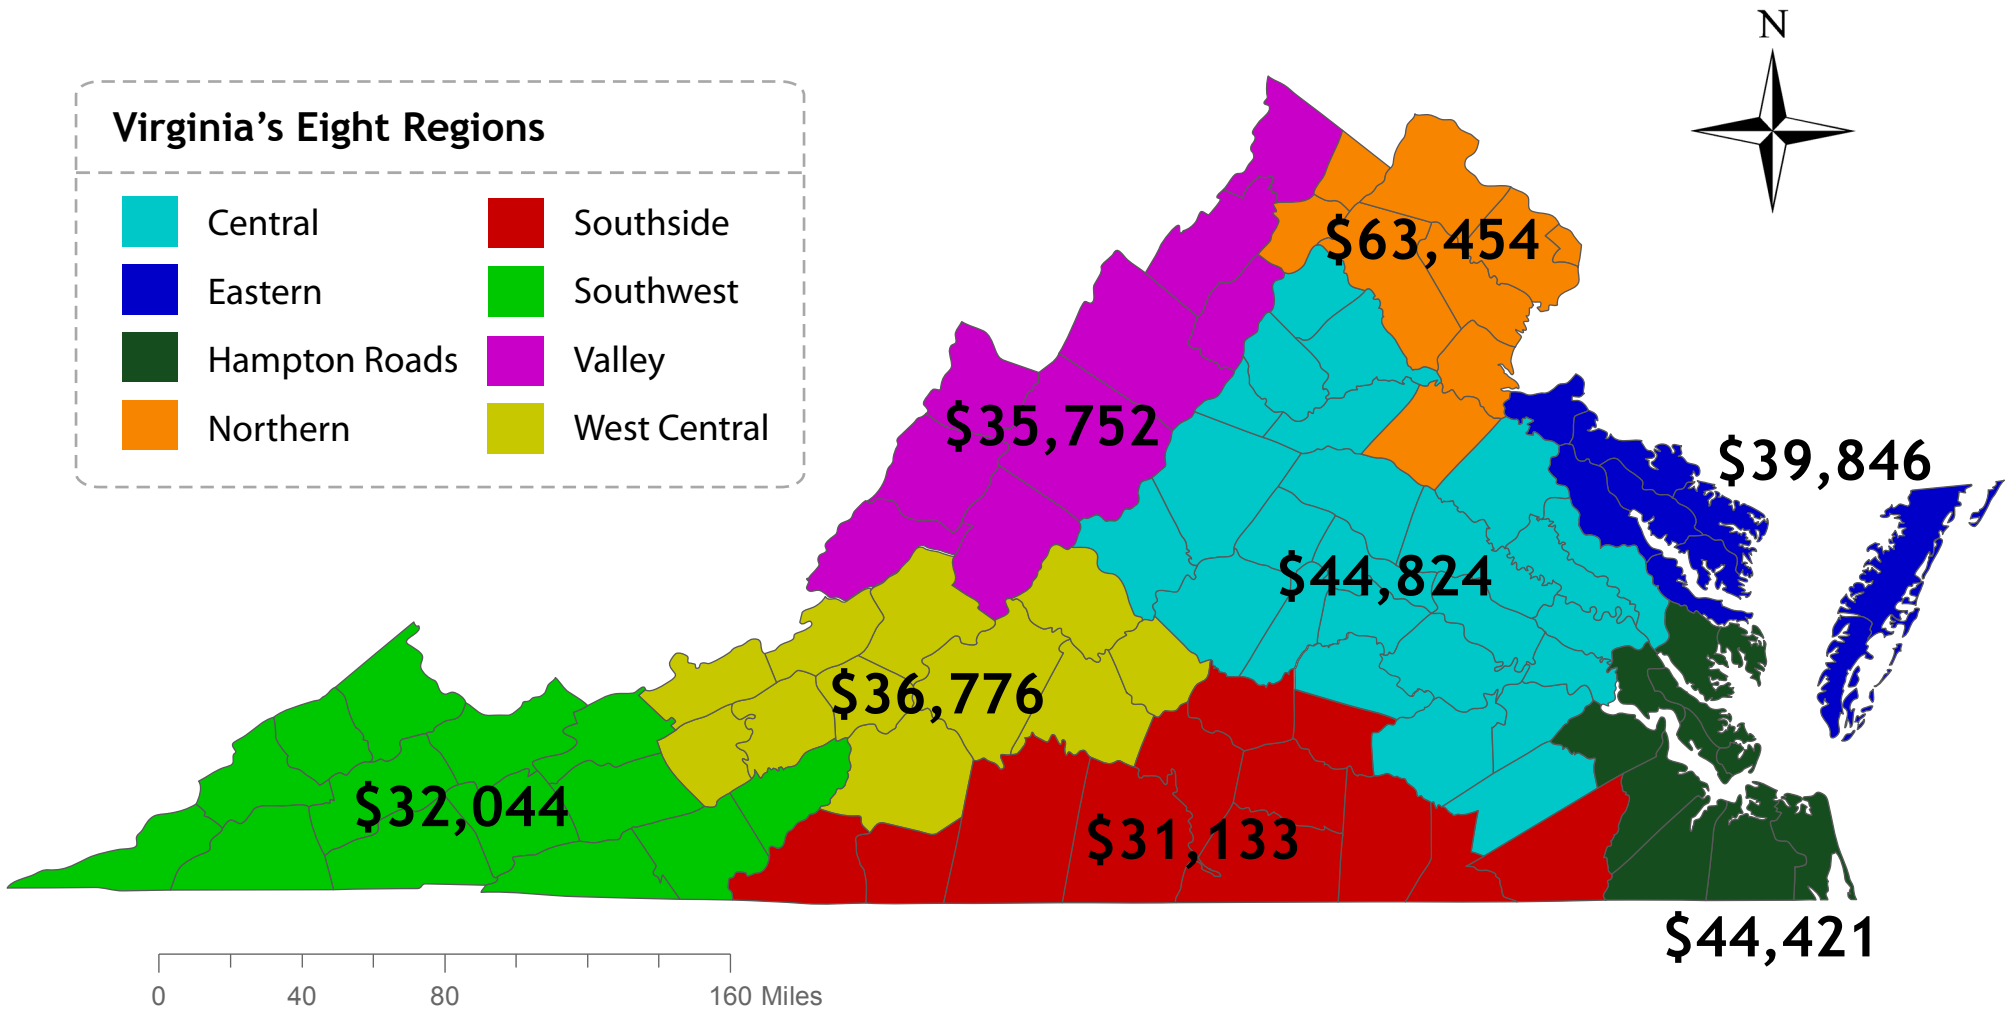 N
Virginia’s Eight Regions
Central
Southside
Eastern
Southwest
Hampton Roads
Valley
Northern
West Central
$63,454
$35,752
$39,846
$44,824
$36,776
$32,044
$31,133
$44,421
0 40 80 160 Miles